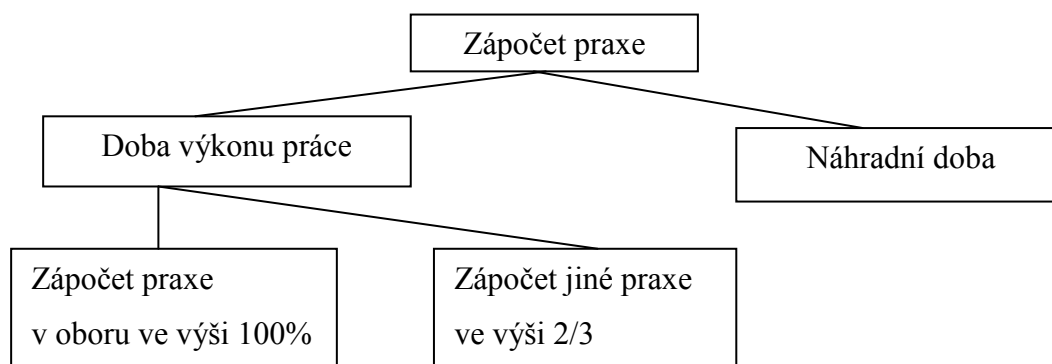 Zápočet praxe
Doba výkonu práce
Náhradní doba
Zápočet praxe
v oboru ve výši 100%
Zápočet jiné praxe
ve výši 2/3